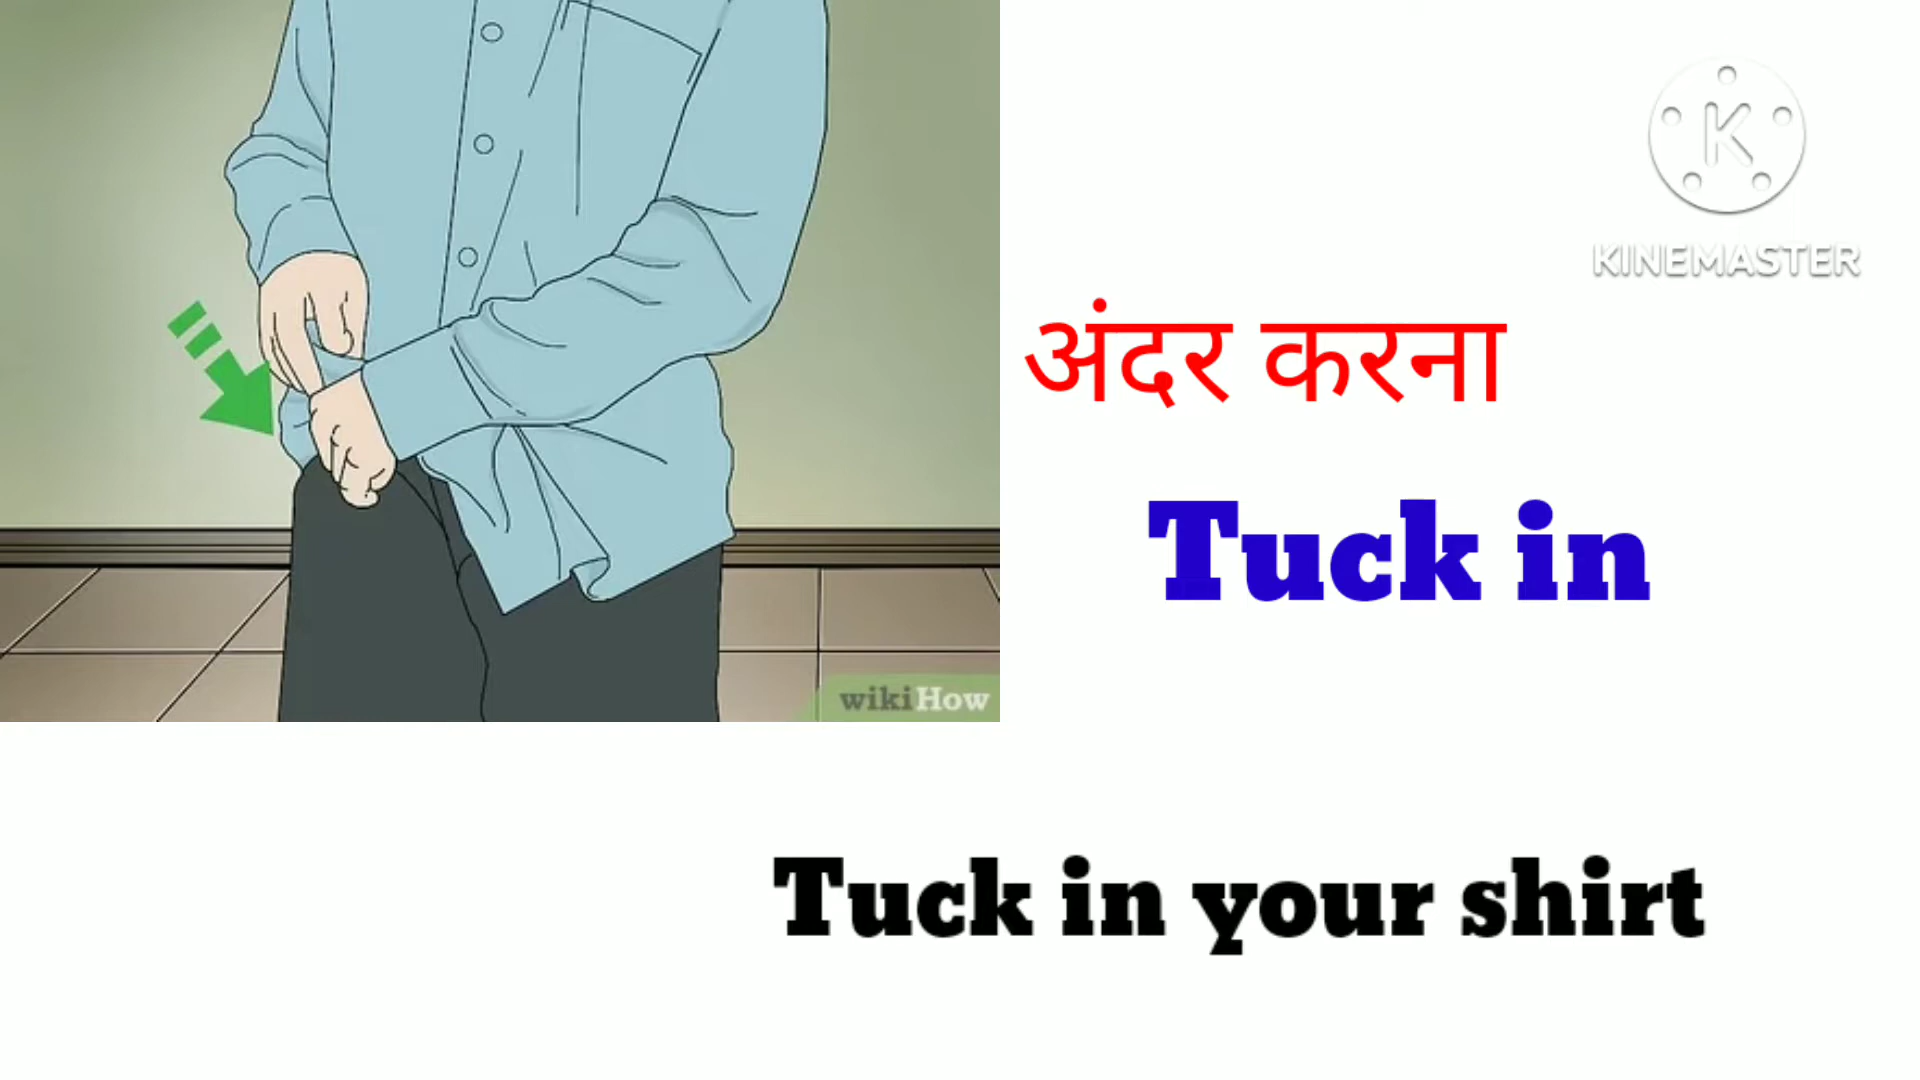 K
KINEMASTER
अंदर करना
Tuck in
wikiHow
Tuck in your shirt